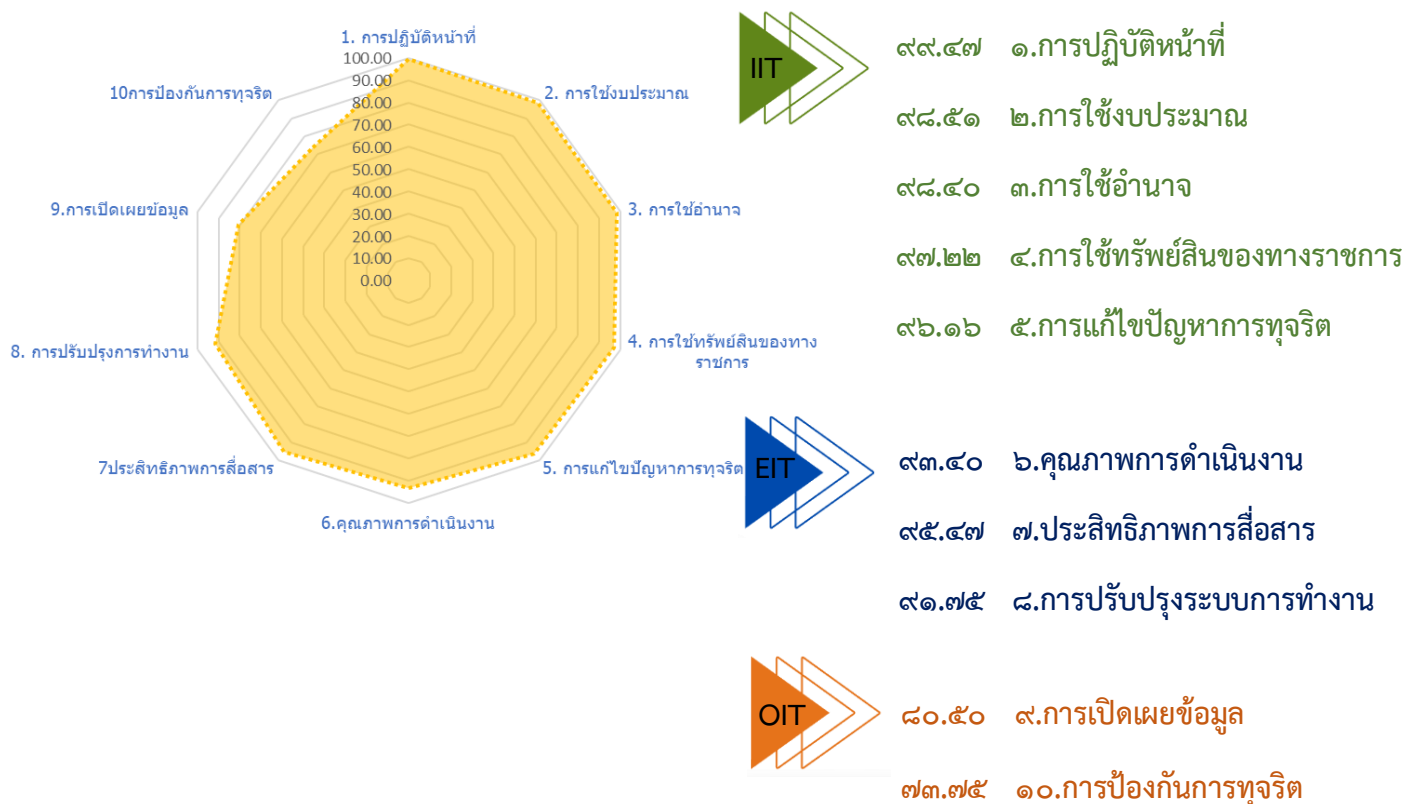 1. การปฏิบัติหน้าที่
100.00
90.00
80.00
70.00
60.00
50.00
40.00
30.00
20.00
10.00
0.00
2. การใช้งบประมาณ
3. การใช้อำนาจ
4. การใช้ทรัพย์สินของทาง
ราชการ
5. การแก้ไขปัญหาการทุจริต
6.คุณภาพการดำเนินงาน
7ประสิทธิภาพการสื่อสาร
8. การปรับปรุงการทำงาน
9.การเปิดเผยข้อมูล
10การป้องกันการทุจริต
IIT
๙๙.๔๗ ๑.การปฏิบัติหน้าที่
๙๘.๕๑ ๒.การใช้งบประมาณ
๙๘.๔๐ ๓.การใช้อำนาจ
๙๗.๒๒ ๔.การใช้ทรัพย์สินของทางราชการ
๙๖.๑๖ ๕.การแก้ไขปัญหาการทุจริต
EIT
๙๓.๔๐ ๖.คุณภาพการดำเนินงาน
๙๕.๔๗ ๗.ประสิทธิภาพการสื่อสาร
๙๑.๗๕ ๘.การปรับปรุงระบบการทำงาน
OIT
๘๐.๕๐ ๙.การเปิดเผยข้อมูล
๗๓.๗๕ ๑๐.การป้องกันการทุจริต